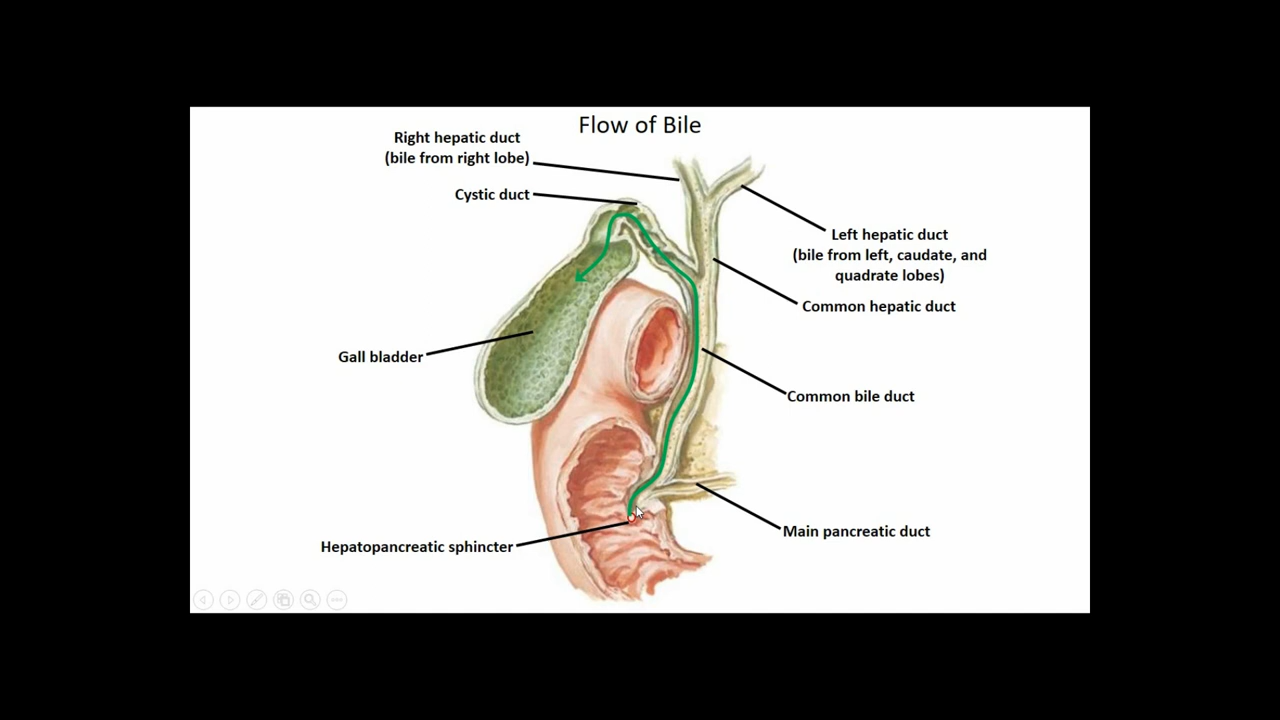 Flow of Bile
Right hepatic duct
(bile from right lobe)
Cystic duct
Left hepatic duct
(bile from left, caudate, and
quadrate lobes)
Common hepatic duct
Gall bladder
Common bile duct
Main pancreatic duct
Hepatopancreatic sphincter